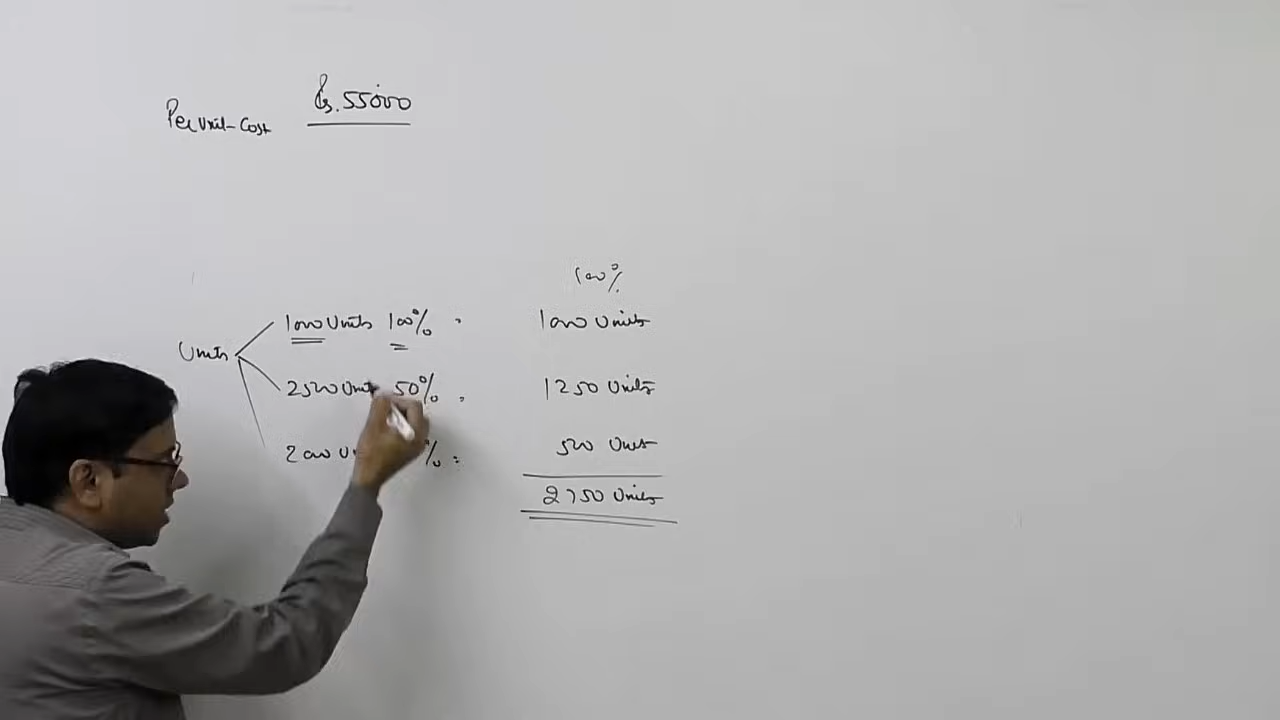 Rs. 55000
Per Unit-Cost
100%
1000 Units 100% = 1000 Units
Units
2500 Units 50% = 1250 Units
2000 % = 500 Unit
2750 Units